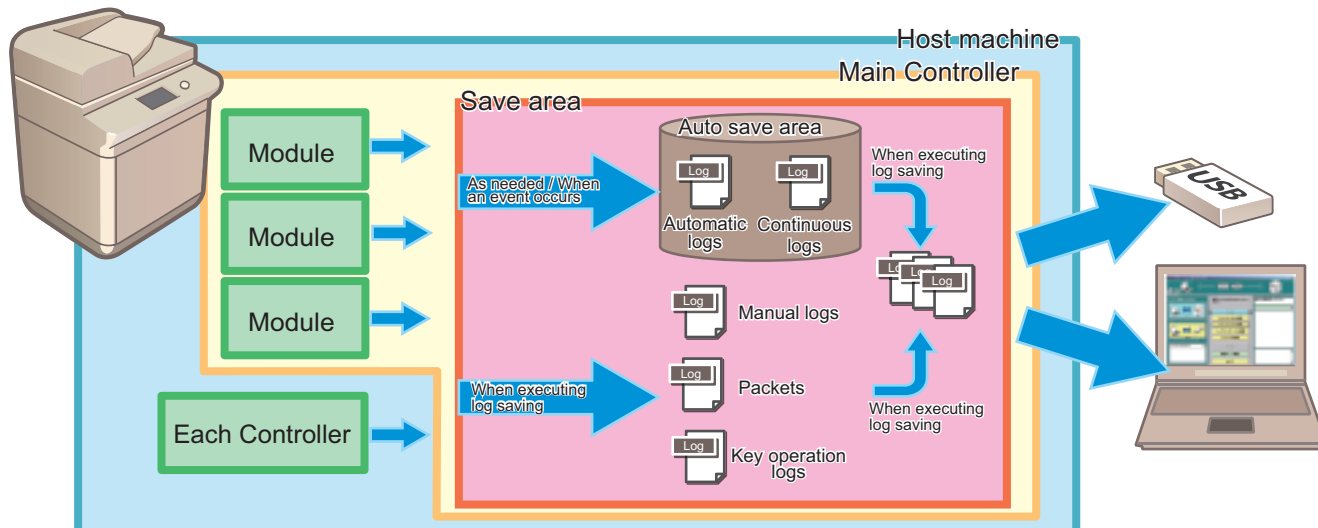 Host machine
Main Controller
Save area
Module
Module
Module
Each Controller
As needed / When
an event occurs
When executing
log saving
Auto save area
Log
Log
Automatic
logs
Continuous
logs
Log
Manual logs
Log
Packets
Log
Key operation
logs
When executing
log saving
Log
Log
Log
When executing
log saving
USB